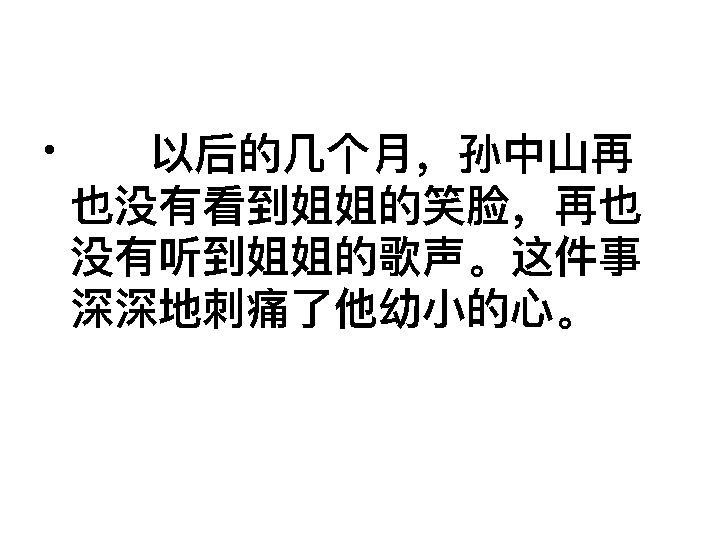 • 以后的几个月，孙中山再
也没有看到姐姐的笑脸，再也
没有听到姐姐的歌声。这件事
深深地刺痛了他幼小的心。